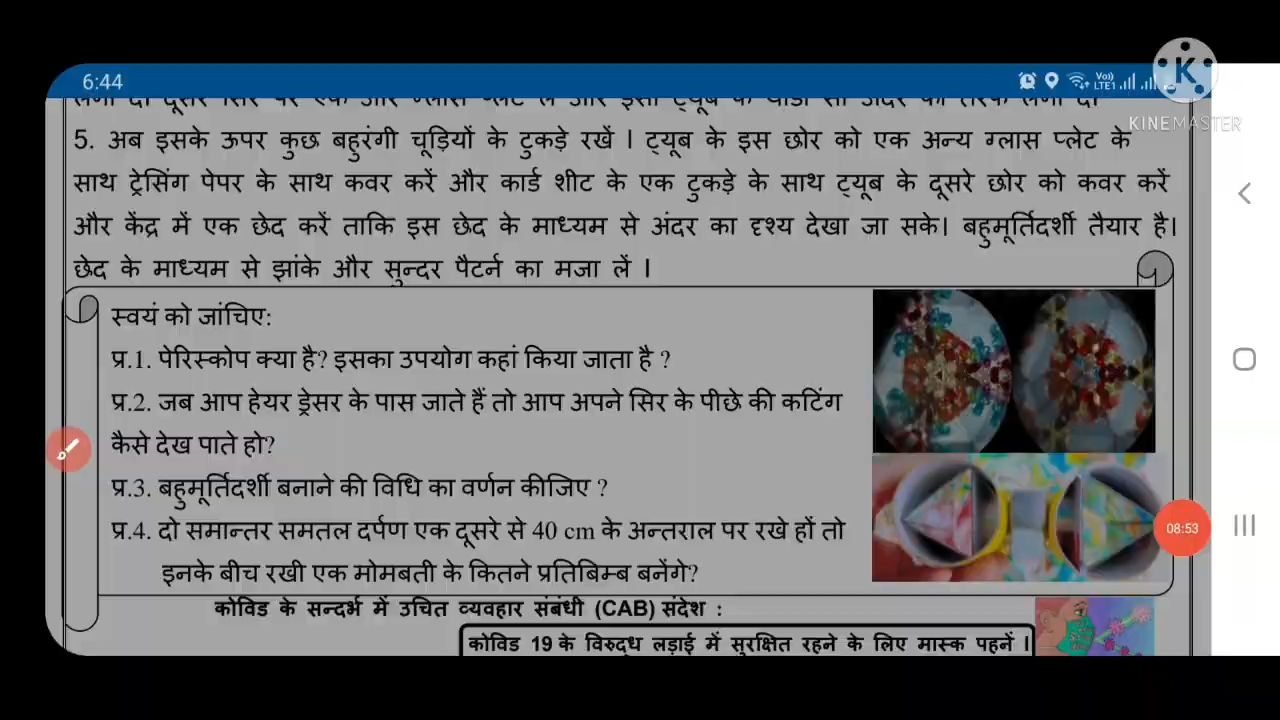 6:44
KINEMASTER
5. अब इसके ऊपर कुछ बहुरंगी चूड़ियों के टुकड़े रखें । ट्यूब के इस छोर को एक अन्य ग्लास प्लेट के
साथ ट्रेसिंग पेपर के साथ कवर करें और कार्ड शीट के एक टुकड़े के साथ ट्यूब के दूसरे छोर को कवर करें
और केंद्र में एक छेद करें ताकि इस छेद के माध्यम से अंदर का दृश्य देखा जा सके। बहुमूर्तिदर्शी तैयार है।
छेद के माध्यम से झांके और सुन्दर पैटर्न का मजा लें ।
स्वयं को जांचिए:
प्र.1. पेरिस्कोप क्या है? इसका उपयोग कहां किया जाता है ?
प्र.2. जब आप हेयर ड्रेसर के पास जाते हैं तो आप अपने सिर के पीछे की कटिंग
कैसे देख पाते हो?
प्र.3. बहुमूर्तिदर्शी बनाने की विधि का वर्णन कीजिए ?
प्र.4. दो समान्तर समतल दर्पण एक दूसरे से 40 cm के अन्तराल पर रखे हों तो
इनके बीच रखी एक मोमबती के कितने प्रतिबिम्ब बनेंगे?
08:53
कोविड के सन्दर्भ में उचित व्यवहार संबंधी (CAB) संदेश :
कोविड 19 के विरुद्ध लड़ाई में सुरक्षित रहने के लिए मास्क पहनें ।